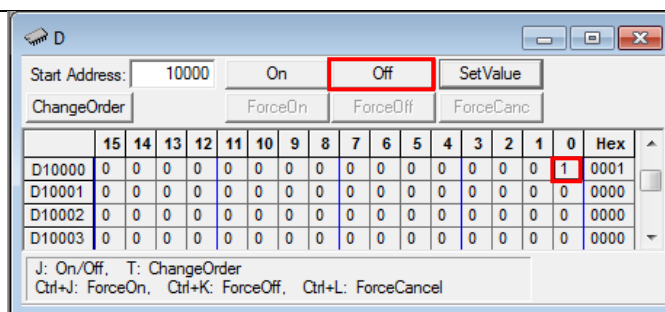 D
Start Address: 10000 On Off SetValue
ChangeOrder ForceOn ForceOff ForceCanc
15 14 13 12 11 10 9 8 7 6 5 4 3 2 1 0 Hex
D10000 0 0 0 0 0 0 0 0 0 0 0 0 0 0 0 1 0001
D10001 0 0 0 0 0 0 0 0 0 0 0 0 0 0 0 0 0000
D10002 0 0 0 0 0 0 0 0 0 0 0 0 0 0 0 0 0000
D10003 0 0 0 0 0 0 0 0 0 0 0 0 0 0 0 0 0000
J: On/Off, T: ChangeOrder
Ctrl+J: ForceOn, Ctrl+K: ForceOff, Ctrl+L: ForceCancel